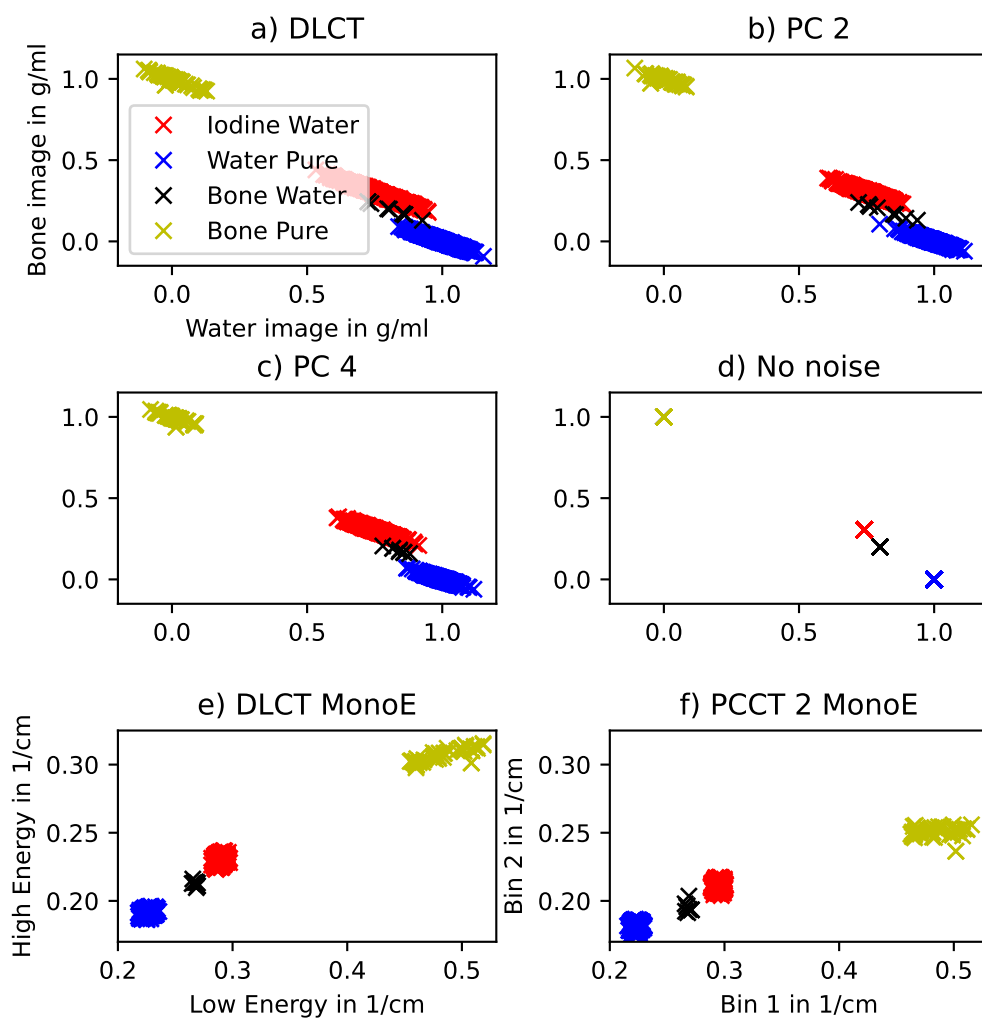 a) DLCT
b) PC 2
Bone image in g/ml
1.0
0.5
0.0
Iodine Water
Water Pure
Bone Water
Bone Pure
0.0 0.5 1.0
Water image in g/ml
1.0
0.5
0.0
0.0 0.5 1.0
c) PC 4
d) No noise
1.0
0.5
0.0
0.0 0.5 1.0
1.0
0.5
0.0
0.0 0.5 1.0
e) DLCT MonoE
f) PCCT 2 MonoE
High Energy in 1/cm
0.30
0.25
0.20
0.2 0.3 0.4 0.5
Low Energy in 1/cm
Bin 2 in 1/cm
0.30
0.25
0.20
0.2 0.3 0.4 0.5
Bin 1 in 1/cm